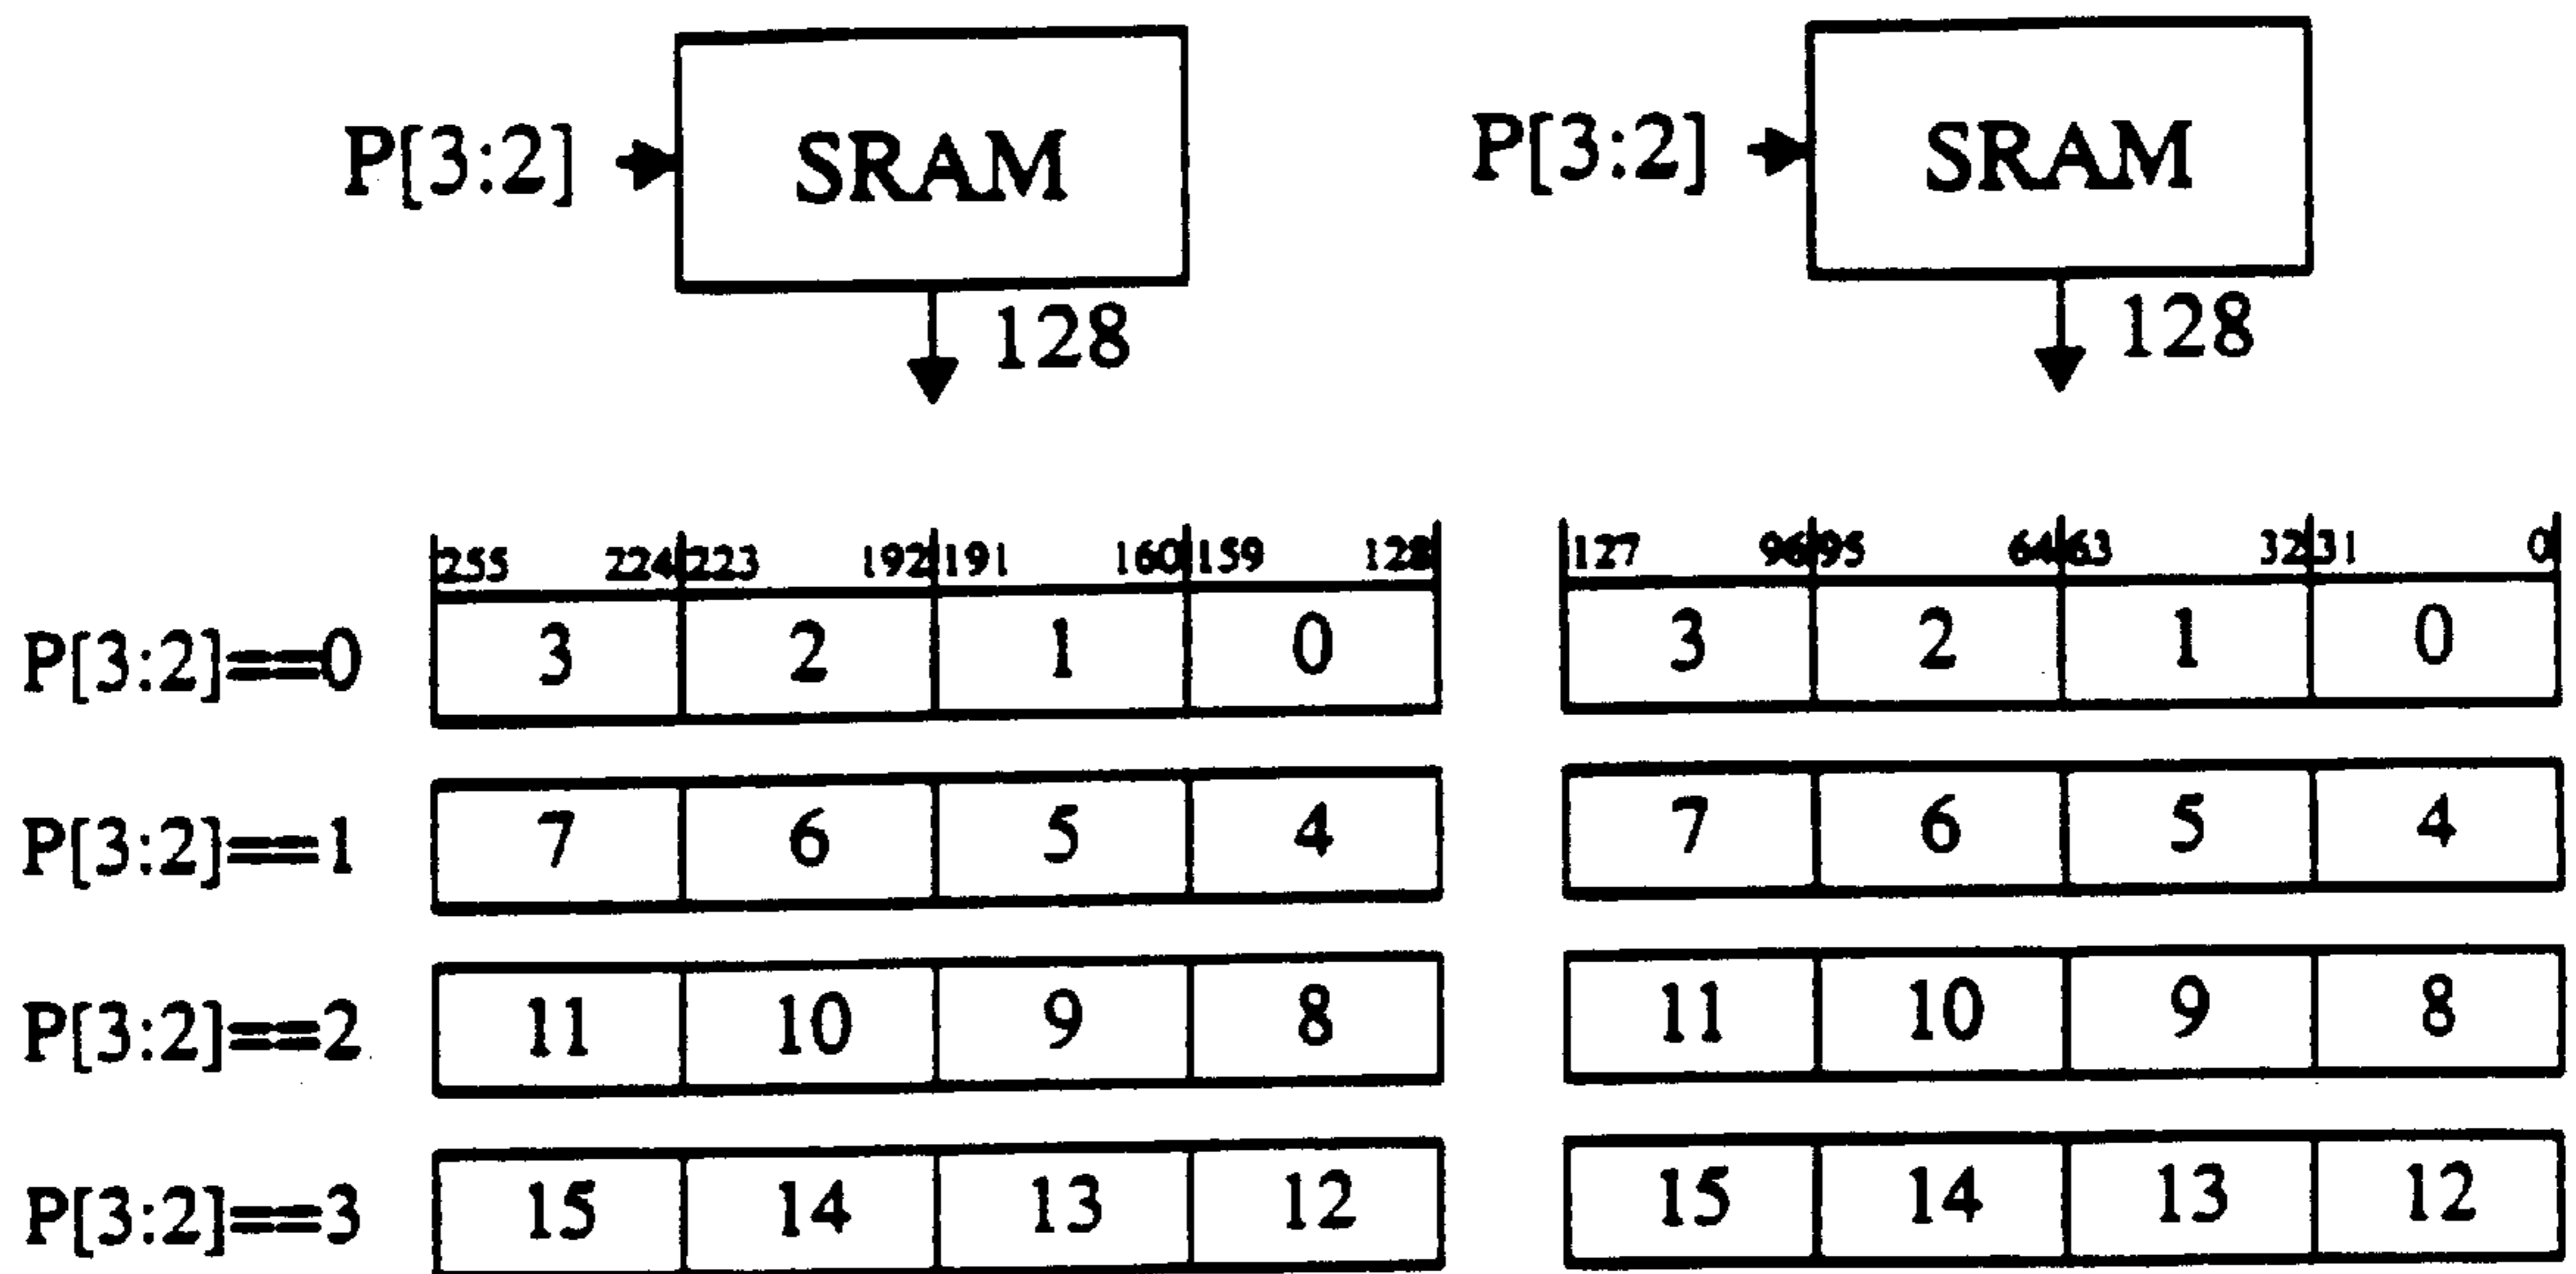 P[3:2] SRAM P[3:2] SRAM
128 128
255 224 223 192 191 160 159 128 127 96 95 64 63 32 31 0
P[3:2]==0 3 2 1 0 3 2 1 0
P[3:2]==1 7 6 5 4 7 6 5 4
P[3:2]==2 11 10 9 8 11 10 9 8
P[3:2]==3 15 14 13 12 15 14 13 12